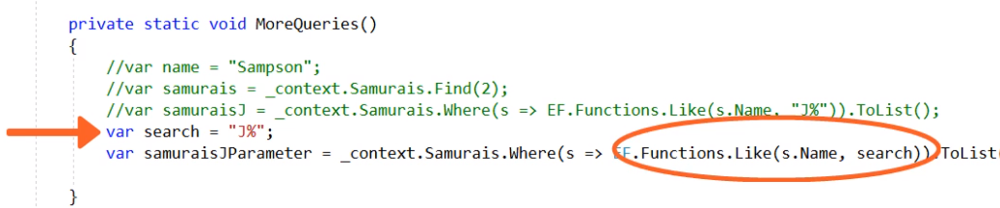 private static void MoreQueries()
{
//var name = "Sampson";
//var samurais = _context.Samurais.Find(2);
//var samuraisJ = _context.Samurais.Where(s => EF.Functions.Like(s.Name, "J%")).ToList();
var search = "J%";
var samuraisJParameter = _context.Samurais.Where(s => EF.Functions.Like(s.Name, search)).ToList(
}